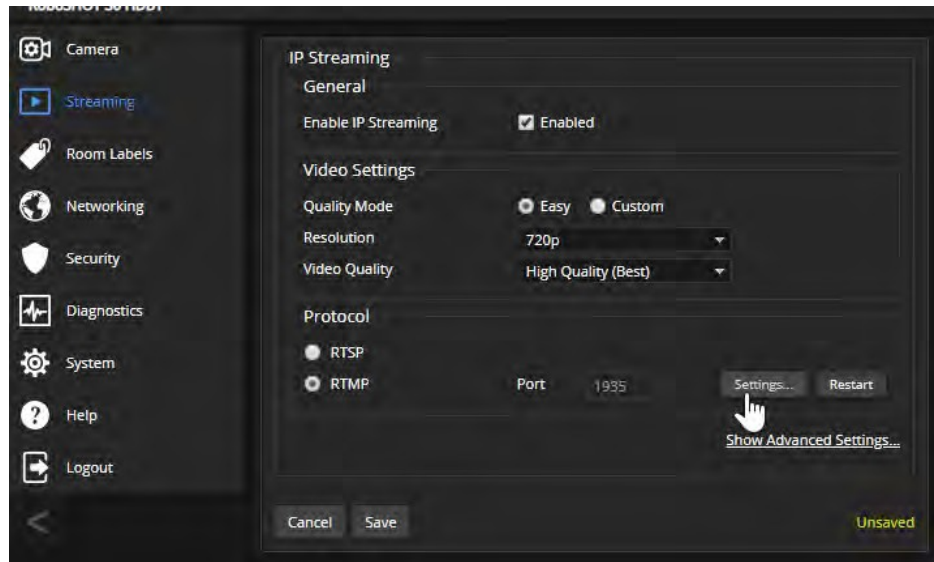 Camera
Streaming
Room Labels
Networking
Security
Diagnostics
System
Help
Logout
IP Streaming
General
Enable IP Streaming Enabled
Video Settings
Quality Mode Easy Custom
Resolution 720p
Video Quality High Quality (Best)
Protocol
RTSP
RTMP Port 1935 Settings... Restart
Show Advanced Settings...
Cancel Save Unsaved